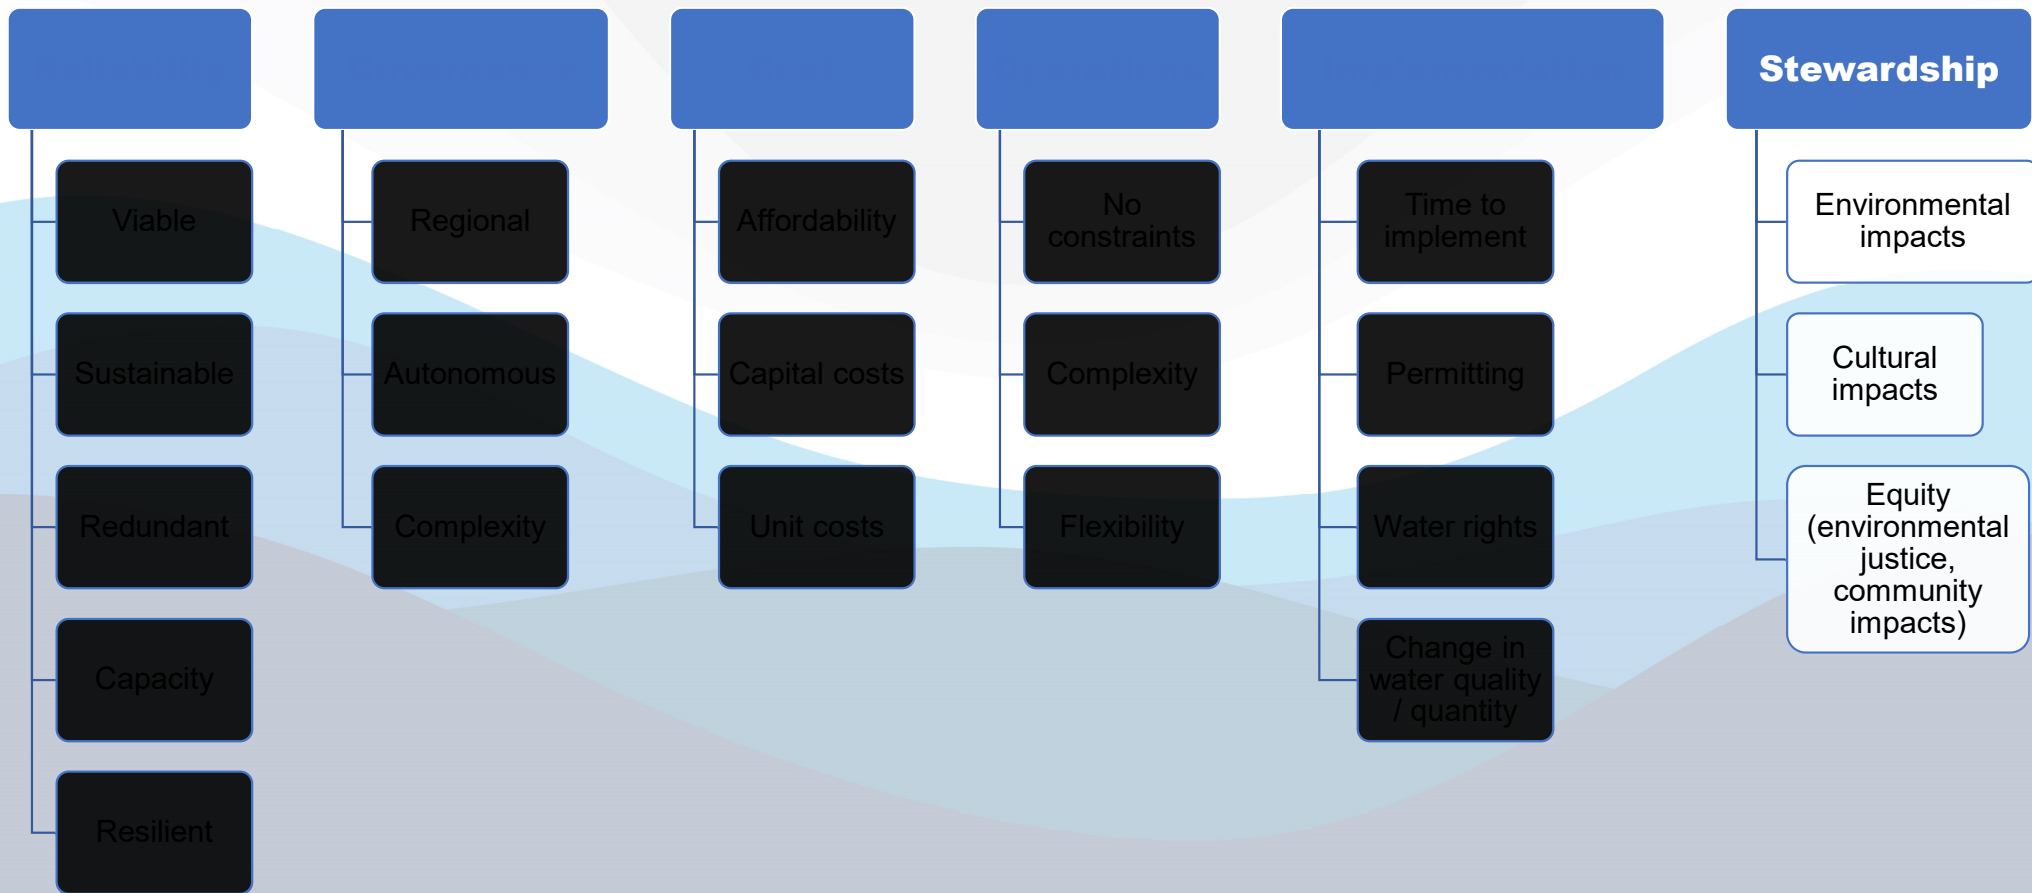 Stewardship
Viable
Sustainable
Redundant
Capacity
Resilient
Regional
Autonomous
Complexity
Affordability
Capital costs
Unit costs
No
constraints
Complexity
Flexibility
Time to
implement
Permitting
Water rights
Change in
water quality
/ quantity
Environmental
impacts
Cultural
impacts
Equity
(environmental
justice,
community
impacts)